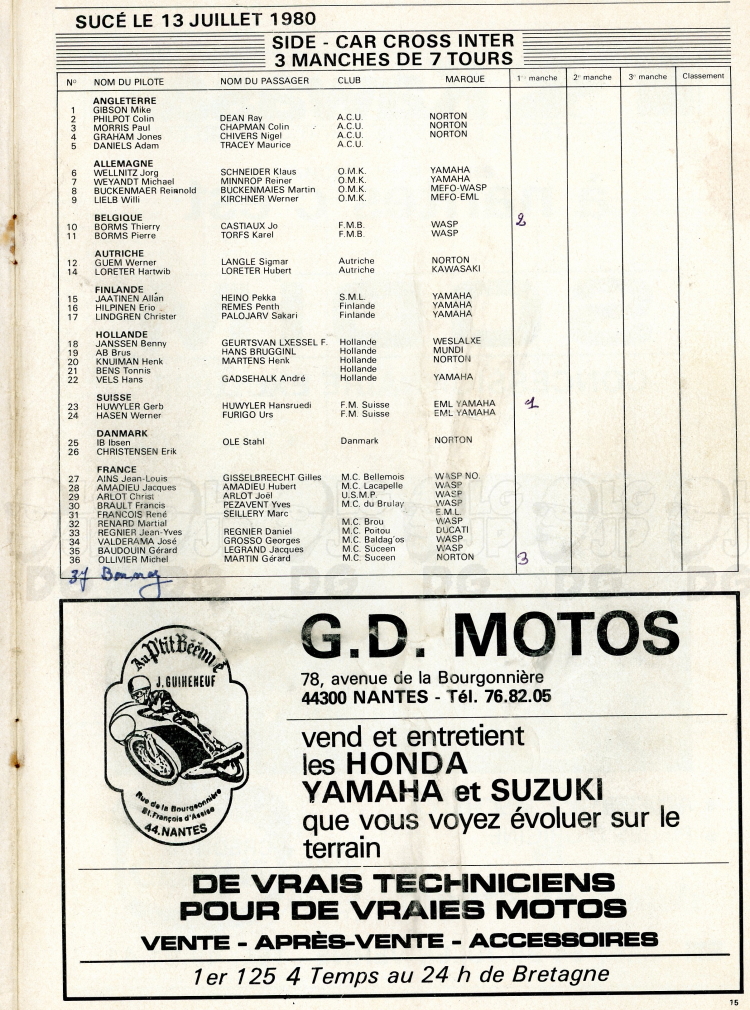 SUCÉ LE 13 JUILLET 1980
SIDE - CAR CROSS INTER
3 MANCHES DE 7 TOURS
N° NOM DU PILOTE NOM DU PASSAGER CLUB MARQUE 1re manche 2e manche 3e manche Classement
ANGLETERRE
1 GIBSON Mike
2 PHILPOT Colin DEAN Ray A.C.U. NORTON
3 MORRIS Paul CHAPMAN Colin A.C.U. NORTON
4 GRAHAM Jones CHIVERS Nigel A.C.U. NORTON
5 DANIELS Adam TRACEY Maurice A.C.U.
ALLEMAGNE
6 WELLNITZ Jorg SCHNEIDER Klaus O.M.K. YAMAHA
7 WEYANDT Michael MINNROP Reiner O.M.K. YAMAHA
8 BUCKENMAER Reinnold BUCKENMAIES Martin O.M.K. MEFO-WASP
9 LIELB Willi KIRCHNER Werner O.M.K. MEFO-EML
BELGIQUE
10 BORMS Thierry CASTIAUX Jo F.M.B. WASP 2
11 BORMS Pierre TORFS Karel F.M.B. WASP
AUTRICHE
12 GUEM Werner LANGLE Sigmar Autriche NORTON
14 LORETER Hartwib LORETER Hubert Autriche KAWASAKI
FINLANDE
15 JAATINEN Allan HEINO Pekka S.M.L. YAMAHA
16 HILPINEN Erio REMES Penth Finlande YAMAHA
17 LINDGREN Christer PALOJARV Sakari Finlande YAMAHA
HOLLANDE
18 JANSSEN Benny GEURTSVAN LXESSEL F. Hollande WESLALXE
19 AB Brus HANS BRUGGINL Hollande MUNDI
20 KNUIMAN Henk MARTENS Henk Hollande NORTON
21 BENS Tonnis Hollande
22 VELS Hans GADSEHALK André Hollande YAMAHA
SUISSE
23 HUWYLER Gerb HUWYLER Hansruedi F.M. Suisse EML YAMAHA 1
24 HASEN Werner FURIGO Urs F.M. Suisse EML YAMAHA
DANMARK
25 IB Ibsen OLE Stahl Danmark NORTON
26 CHRISTENSEN Erik
FRANCE
27 AINS Jean-Louis GISSELBREECHT Gilles M.C. Bellemois WASP NO.
28 AMADIEU Jacques AMADIEU Hubert M.C. Lacapelle WASP
29 ARLOT Christ ARLOT Joël U.S.M.P. WASP
30 BRAULT Francis PEZAVENT Yves M.C. du Brulay WASP
31 FRANCOIS René SEILLERY Marc E.M.L.
32 RENARD Martial M.C. Brou WASP
33 REGNIER Jean-Yves REGNIER Daniel M.C. Poitou DUCATI
34 VALDERAMA José GROSSO Georges M.C. Baldag'os WASP
35 BAUDOUIN Gérard LEGRAND Jacques M.C. Suceen WASP
36 OLLIVIER Michel MARTIN Gérard M.C. Suceen NORTON 3
37
Au P'tit Béémé
J. GUIHENEUF
Rue de la Bourgeonnière
St. François d'Assise
44. NANTES
G.D. MOTOS
78, avenue de la Bourgonnière
44300 NANTES - Tél. 76.82.05
vend et entretient
les HONDA
YAMAHA et SUZUKI
que vous voyez évoluer sur le
terrain
DE VRAIS TECHNICIENS
POUR DE VRAIES MOTOS
VENTE - APRÈS-VENTE - ACCESSOIRES
1er 125 4 Temps au 24 h de Bretagne
15